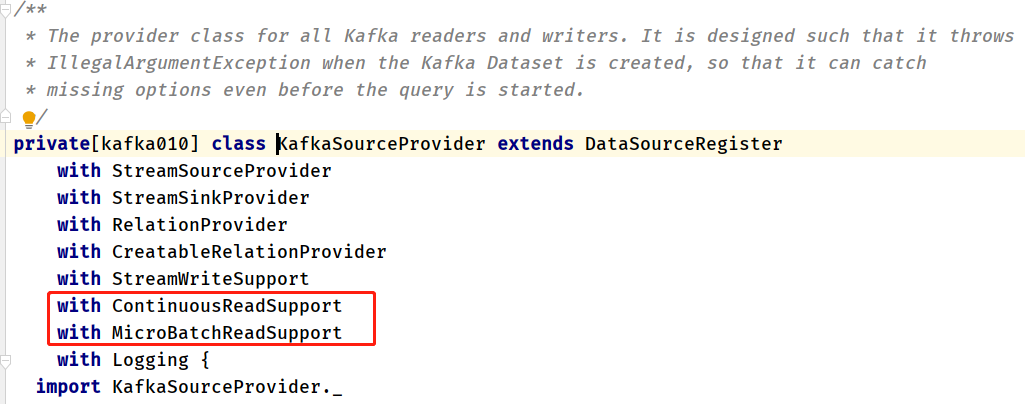 /**
* The provider class for all Kafka readers and writers. It is designed such that it throws
* IllegalArgumentException when the Kafka Dataset is created, so that it can catch
* missing options even before the query is started.
*/
private[kafka010] class KafkaSourceProvider extends DataSourceRegister
with StreamSourceProvider
with StreamSinkProvider
with RelationProvider
with CreatableRelationProvider
with StreamWriteSupport
with ContinuousReadSupport
with MicroBatchReadSupport
with Logging {
import KafkaSourceProvider._